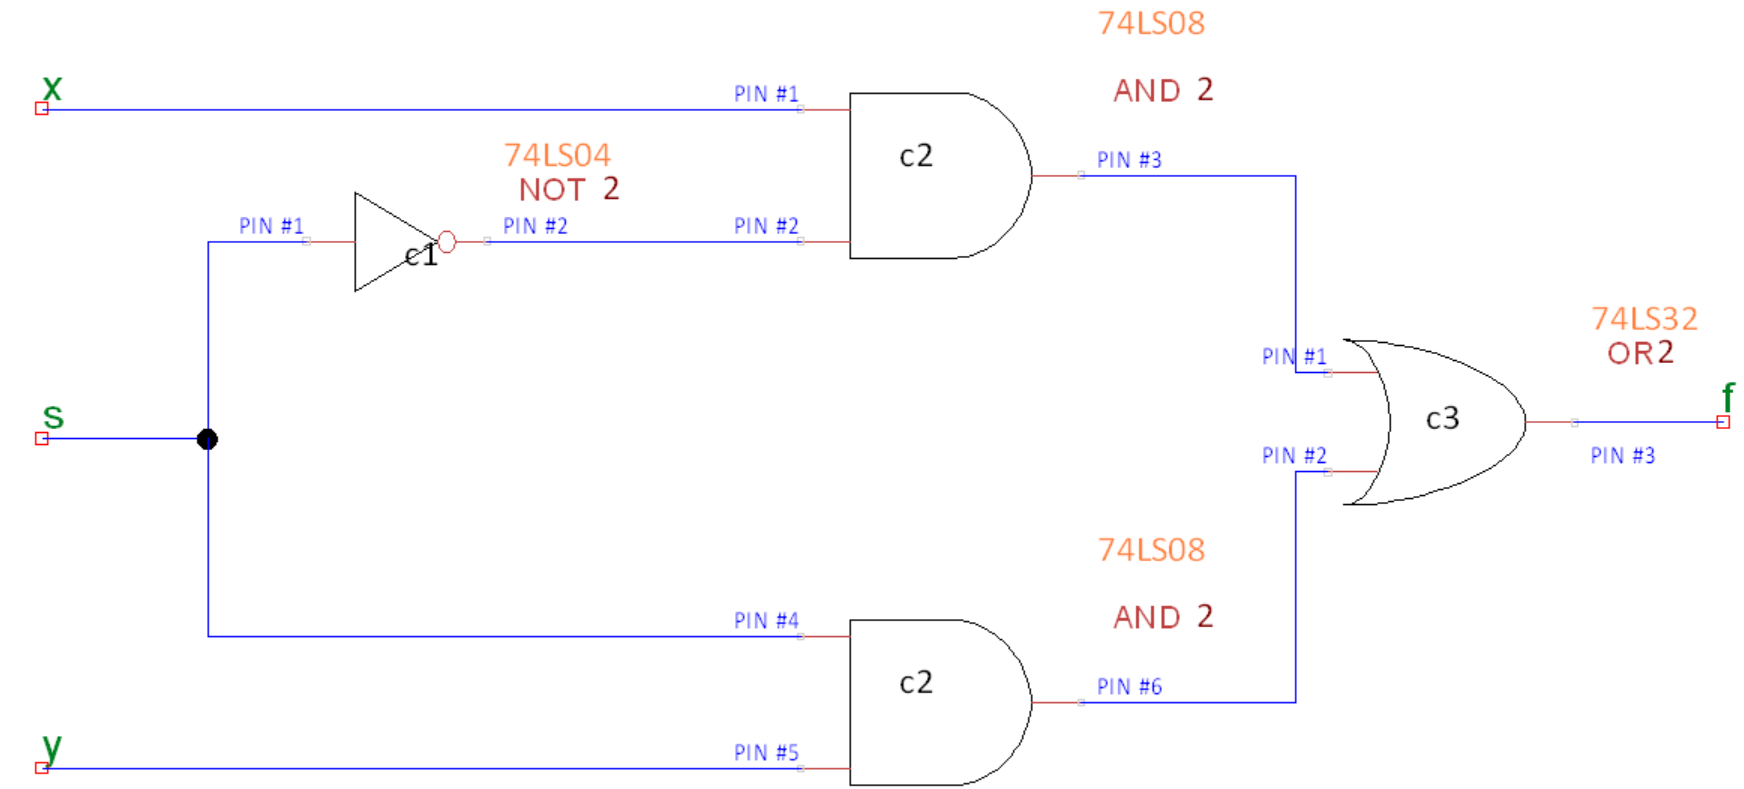 74LS08
x
PIN #1
AND 2
74LS04
c2
PIN #3
NOT 2
PIN #1
PIN #2
PIN #2
c1
74LS32
PIN #1
OR2
f
s
c3
PIN #2
PIN #3
74LS08
PIN #4
AND 2
c2
PIN #6
y
PIN #5